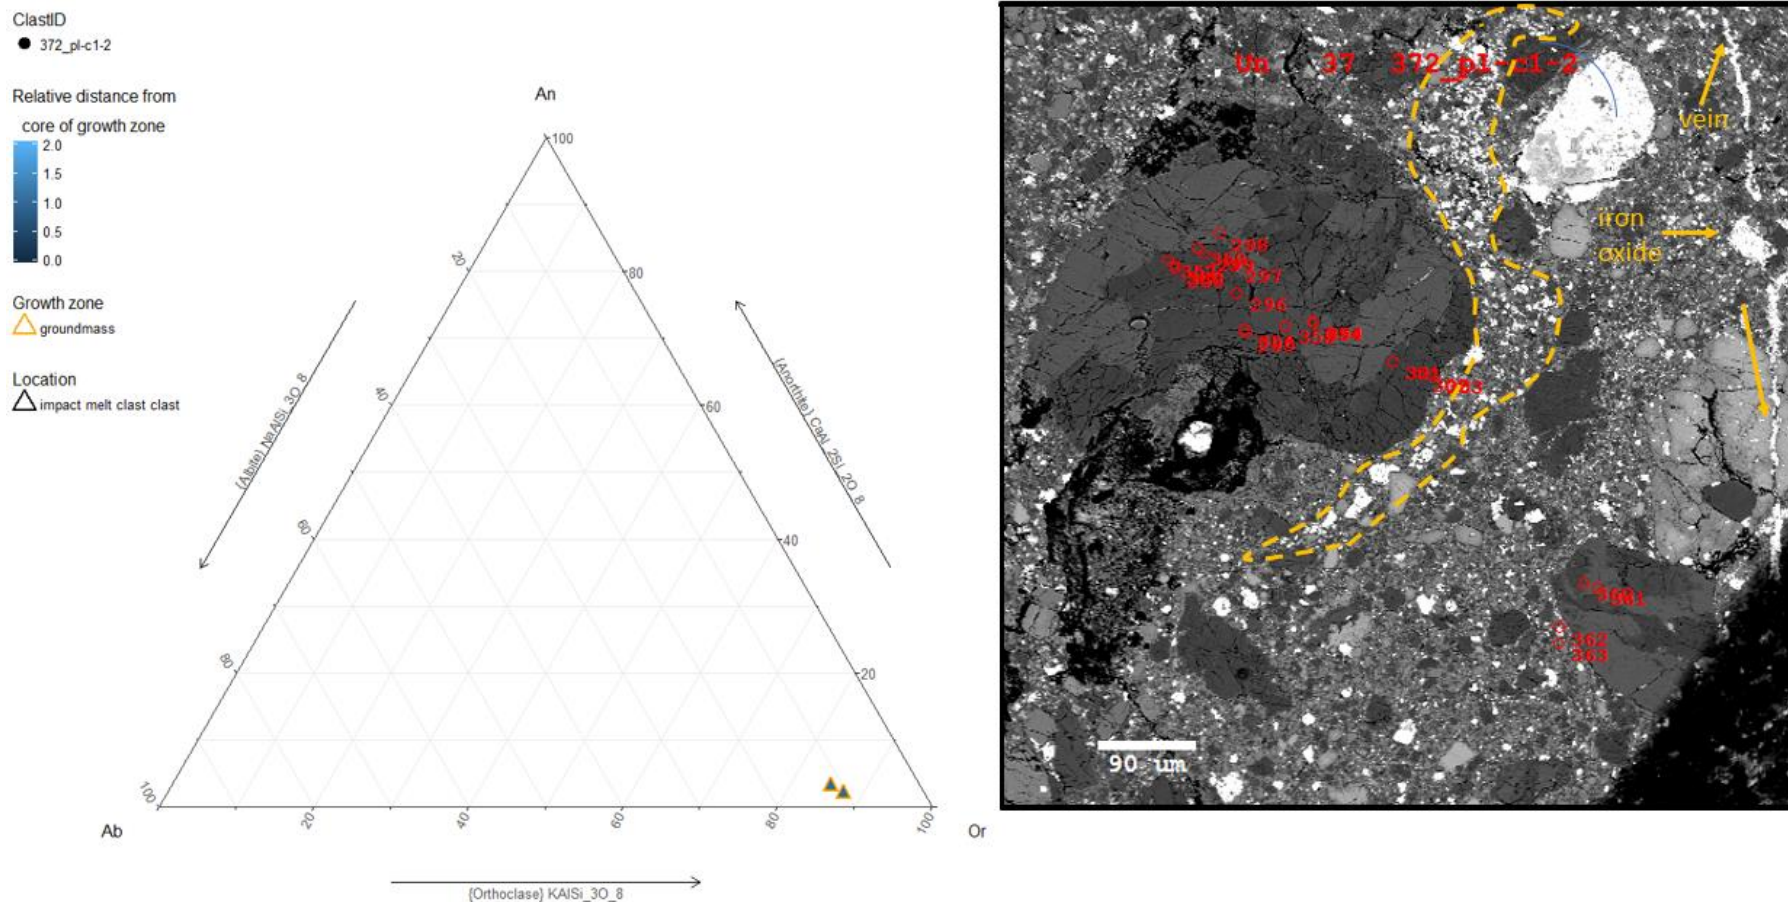 ClastID
372_pl-c1-2
Relative distance from
core of growth zone
2.0
1.5
1.0
0.5
0.0
Growth zone
groundmass
Location
impact melt clast clast
An
100
80
60
40
20
20
40
60
80
100
{Albite} NaAlSi_3O_8
{Anorthite} CaAl_2Si_2O_8
Ab
20
40
60
80
100
Or
{Orthoclase} KAlSi_3O_8
Un 37 372_pl-c1-2
vein
iron
oxide
298
297
296
301
362
363
90 um